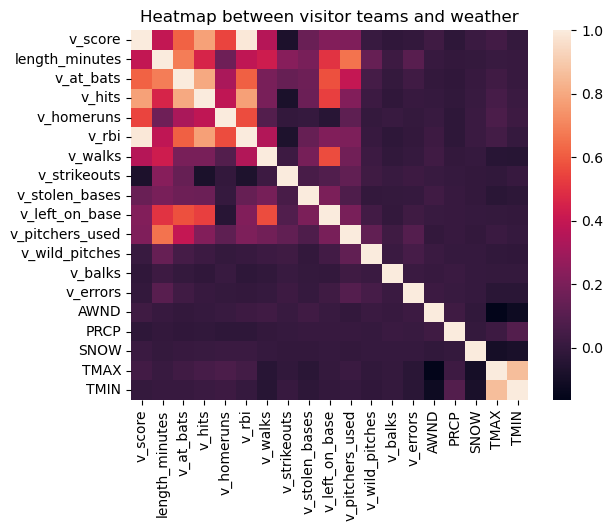 Heatmap between visitor teams and weather
v_score
length_minutes
v_at_bats
v_hits
v_homeruns
v_rbi
v_walks
v_strikeouts
v_stolen_bases
v_left_on_base
v_pitchers_used
v_wild_pitches
v_balks
v_errors
AWND
PRCP
SNOW
TMAX
TMIN
v_score
length_minutes
v_at_bats
v_hits
v_homeruns
v_rbi
v_walks
v_strikeouts
v_stolen_bases
v_left_on_base
v_pitchers_used
v_wild_pitches
v_balks
v_errors
AWND
PRCP
SNOW
TMAX
TMIN
1.0
0.8
0.6
0.4
0.2
0.0